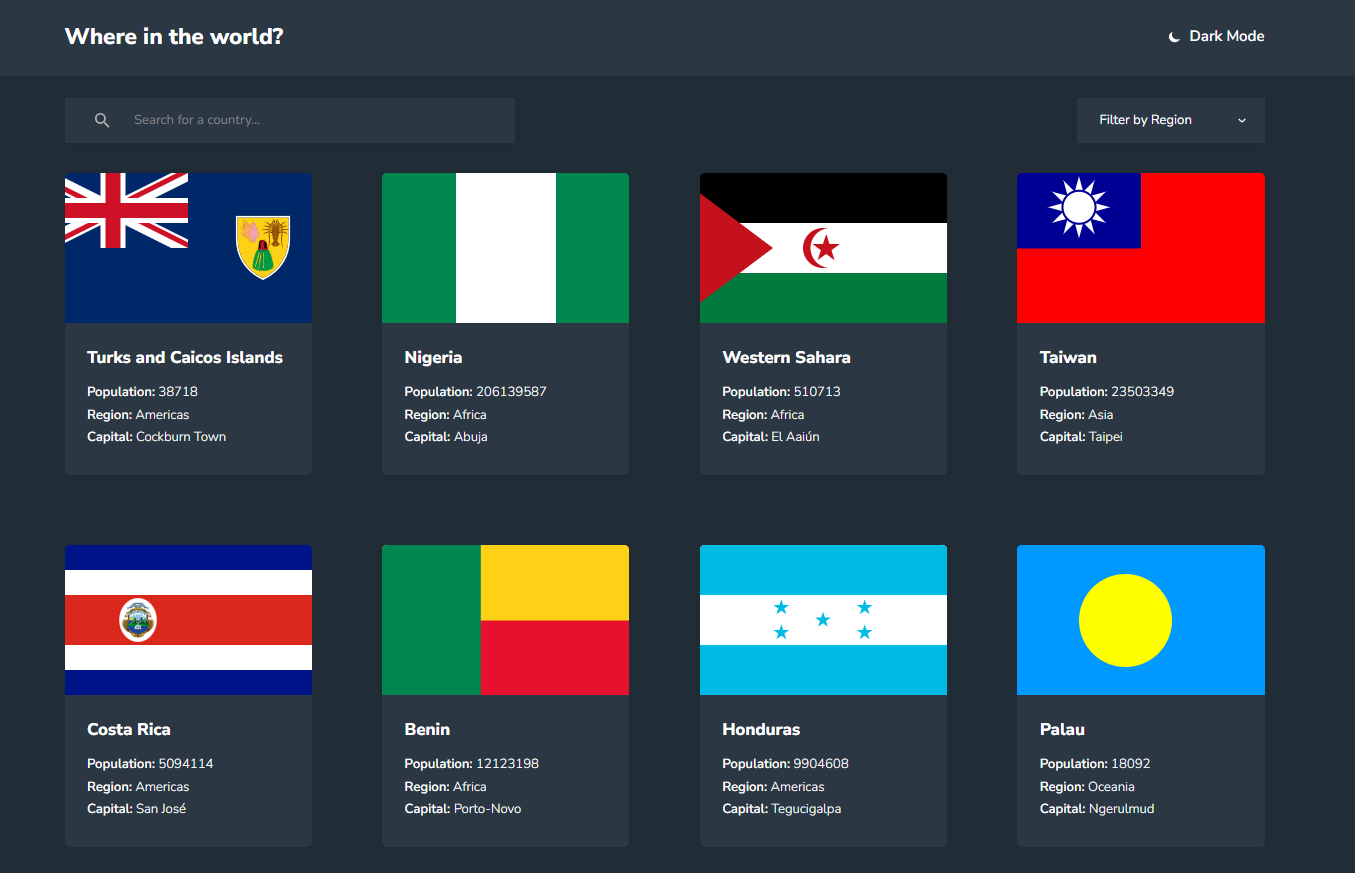 Where in the world?
Dark Mode
Search for a country...
Filter by Region
Turks and Caicos Islands
Population: 38718
Region: Americas
Capital: Cockburn Town
Nigeria
Population: 206139587
Region: Africa
Capital: Abuja
Western Sahara
Population: 510713
Region: Africa
Capital: El Aaiún
Taiwan
Population: 23503349
Region: Asia
Capital: Taipei
Costa Rica
Population: 5094114
Region: Americas
Capital: San José
Benin
Population: 12123198
Region: Africa
Capital: Porto-Novo
Honduras
Population: 9904608
Region: Americas
Capital: Tegucigalpa
Palau
Population: 18092
Region: Oceania
Capital: Ngerulmud